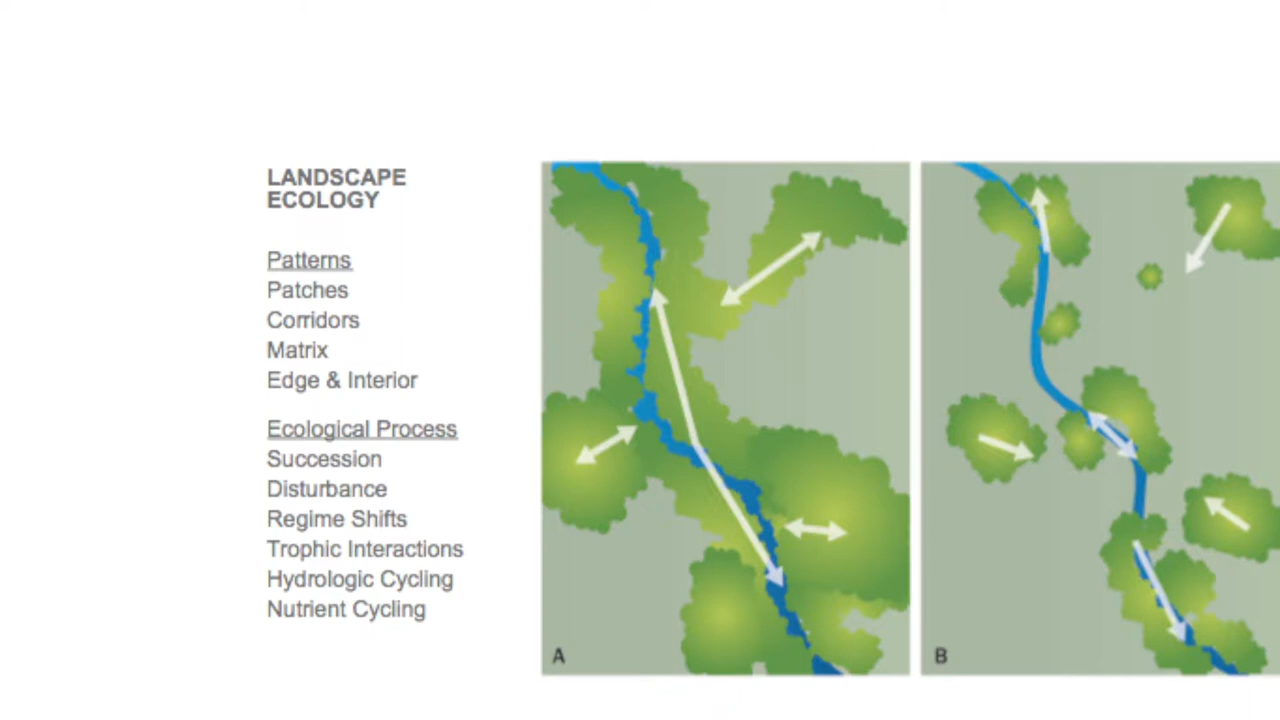 LANDSCAPE
ECOLOGY
Patterns
Patches
Corridors
Matrix
Edge & Interior
Ecological Process
Succession
Disturbance
Regime Shifts
Trophic Interactions
Hydrologic Cycling
Nutrient Cycling
A
B